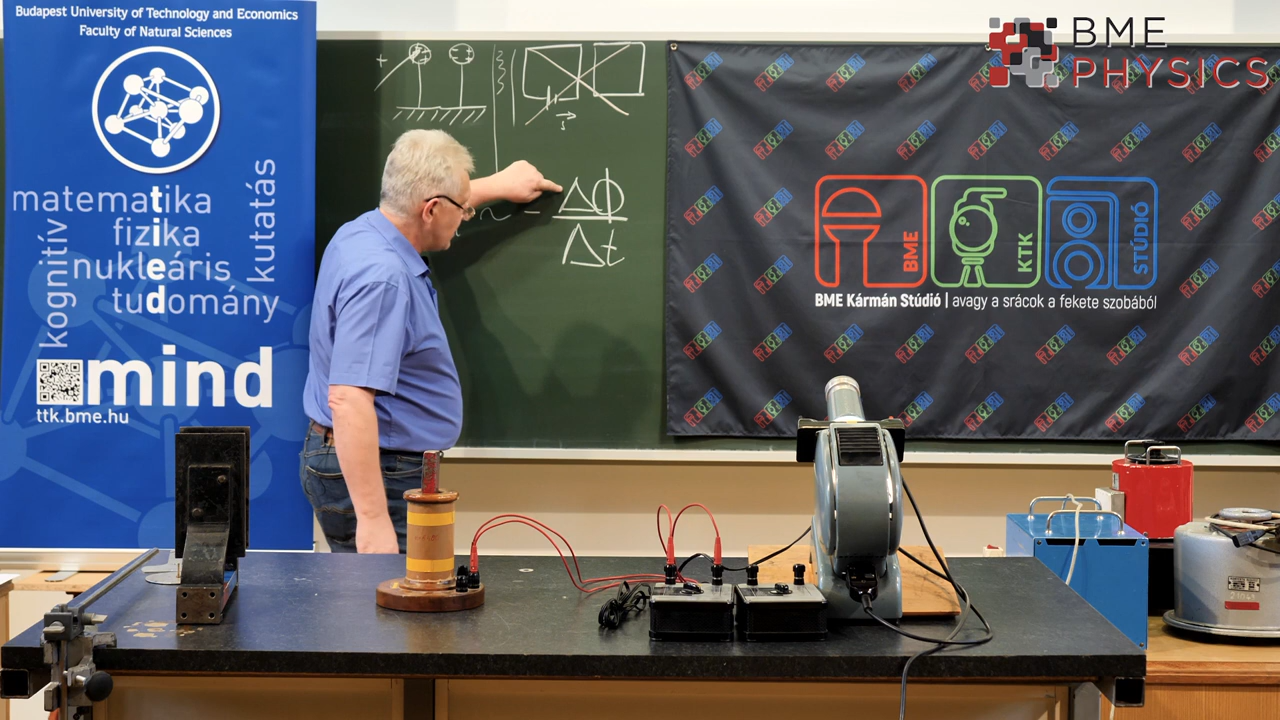 Budapest University of Technology and Economics
Faculty of Natural Sciences
matematika
fizika
nukleáris
tudomány
kognitív
kutatás
mind
ttk.bme.hu
+
~ - ΔΦ
Δt
BME
KTK
STÚDIÓ
BME Kármán Stúdió | avagy a srácok a fekete szobából
BME
PHYSICS